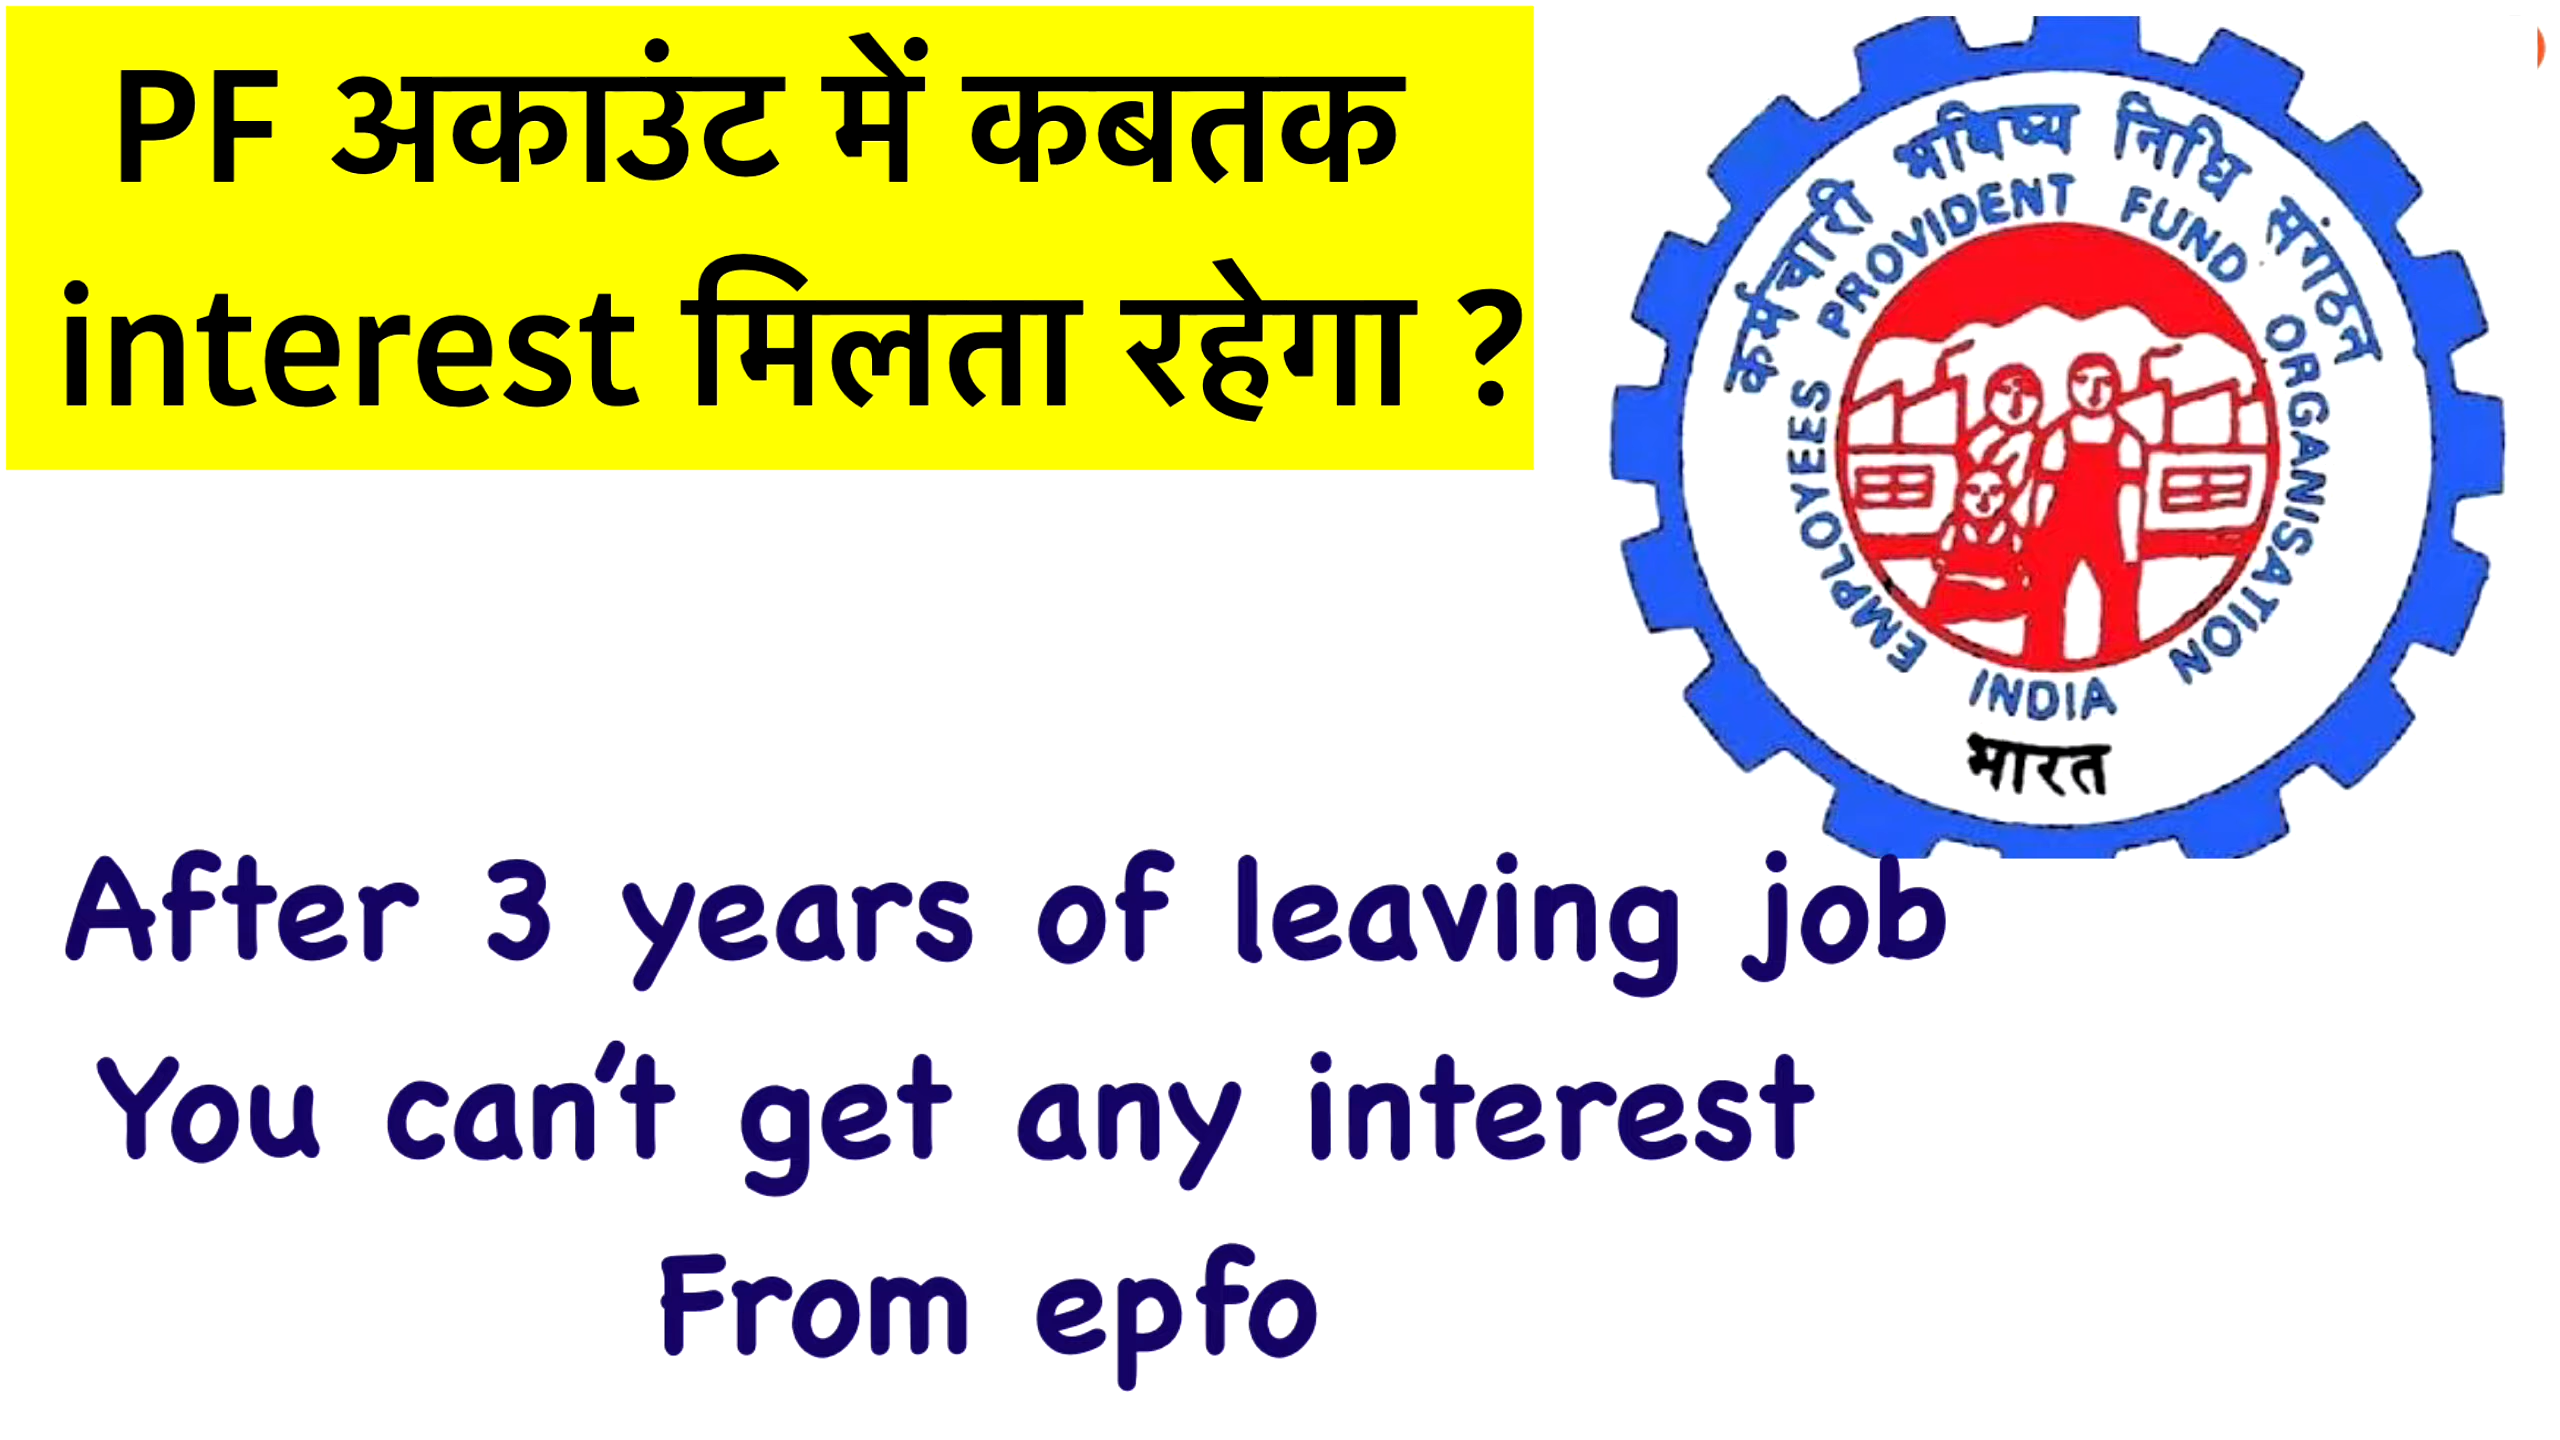 PF अकाउंट में कबतक
interest मिलता रहेगा ?
कर्मचारी भविष्य निधि संगठन
EMPLOYEES PROVIDENT FUND ORGANISATION
INDIA
भारत
After 3 years of leaving job
You can't get any interest
From epfo